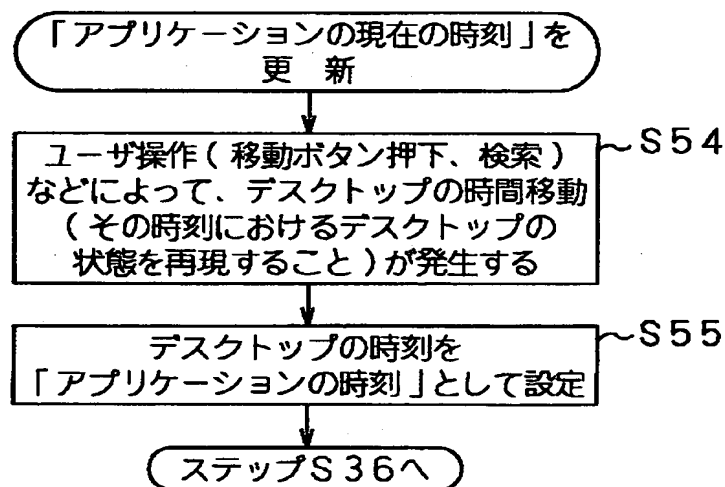 「アプリケーションの現在の時刻」を
更 新
ユーザ操作(移動ボタン押下、検索)
などによって、デスクトップの時間移動
(その時刻におけるデスクトップの
状態を再現すること)が発生する
S54
デスクトップの時刻を
「アプリケーションの時刻」として設定
S55
ステップS36へ